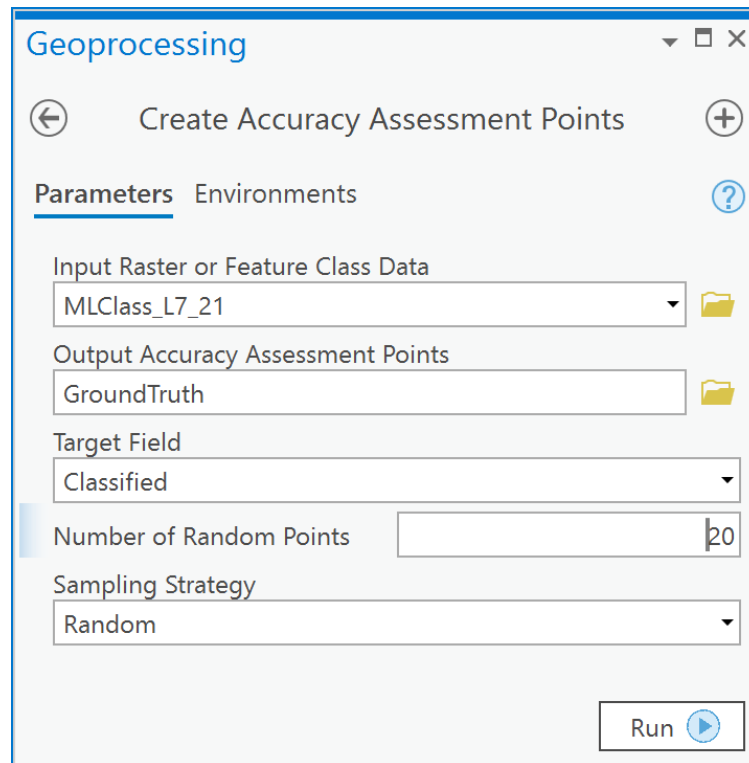 Geoprocessing
Create Accuracy Assessment Points
Parameters Environments
Input Raster or Feature Class Data
MLClass_L7_21
Output Accuracy Assessment Points
GroundTruth
Target Field
Classified
Number of Random Points 20
Sampling Strategy
Random
Run